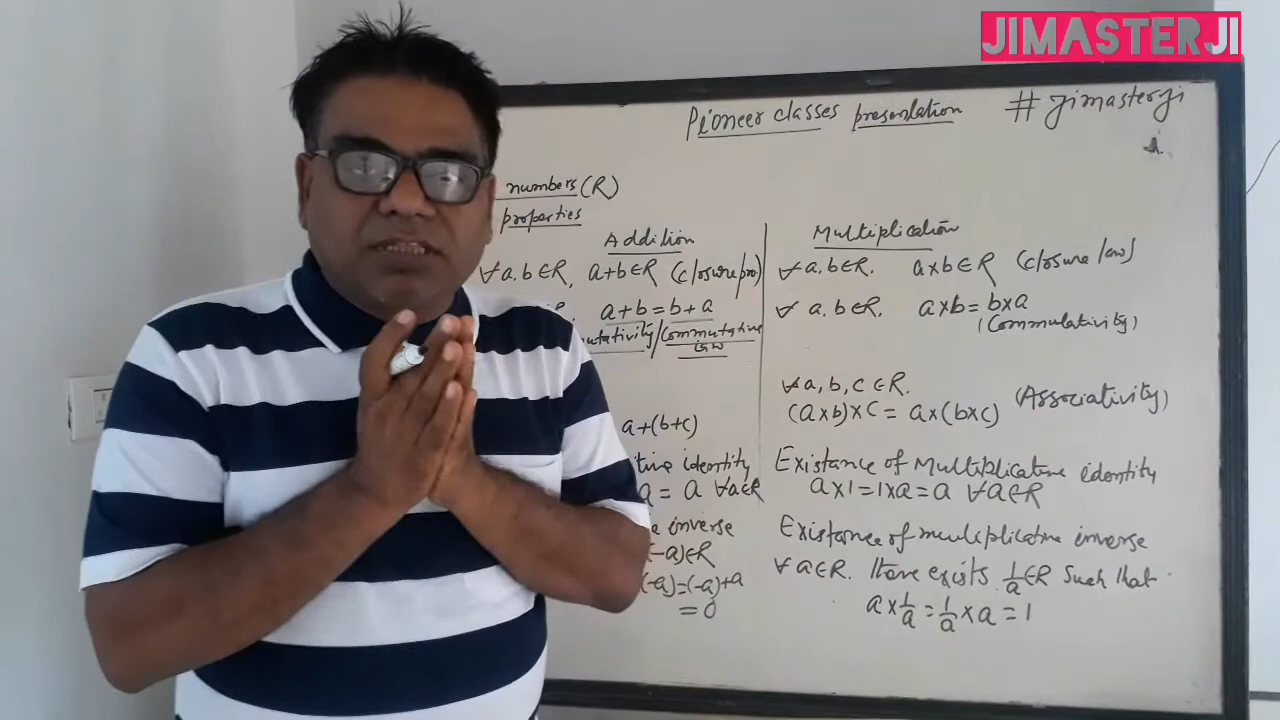 JIMASTERJI
Pioneer classes presentation # Jimasterji
numbers (R)
properties
Addition
∀ a, b ∈ R, a+b ∈ R (closure pro)
a+b = b+a
utativity/Commutative
law
a+(b+c)
tive identity
a = a ∀a∈R
e inverse
(-a)∈R
(-a)=(-a)+a
= 0
Multiplication
∀ a, b ∈ R. a×b ∈ R (closure law)
∀ a, b ∈ R. a×b = b×a
(Commutativity)
∀ a, b, c ∈ R.
(a×b)×c = a×(b×c) (Associativity)
Existance of Multiplicative identity
a×1=1×a=a ∀a∈R
Existance of multiplicative inverse
∀ a∈R. there exists 1/a ∈R such that
a×1/a = 1/a×a = 1